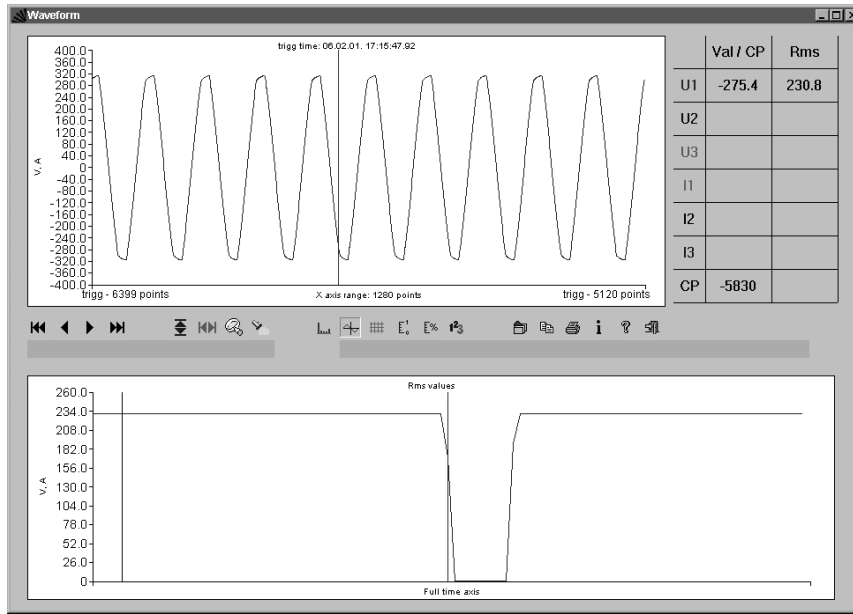 Waveform
trigg time: 06.02.01. 17:15:47.92
400.0
360.0
320.0
280.0
240.0
200.0
160.0
120.0
80.0
40.0
0
-40.0
-80.0
-120.0
-160.0
-200.0
-240.0
-280.0
-320.0
-360.0
-400.0
V, A
trigg - 6399 points X axis range: 1280 points trigg - 5120 points
Val / CP Rms
U1 -275.4 230.8
U2
U3
I1
I2
I3
CP -5830
Rms values
260.0
234.0
208.0
182.0
156.0
130.0
104.0
78.0
52.0
26.0
0
V, A
Full time axis